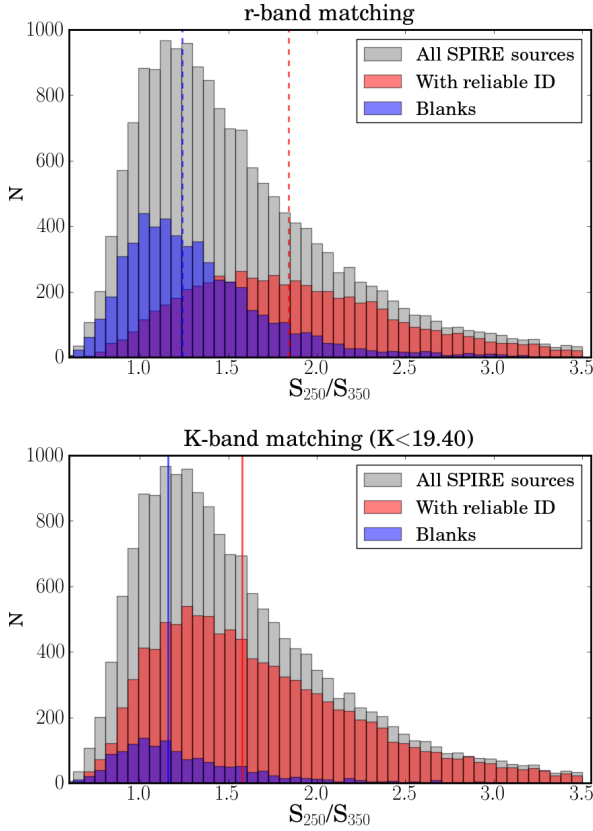 r-band matching
1000
800
600
400
200
0
N
All SPIRE sources
With reliable ID
Blanks
1.0 1.5 2.0 2.5 3.0 3.5
S250/S350
K-band matching (K<19.40)
1000
800
600
400
200
0
N
All SPIRE sources
With reliable ID
Blanks
1.0 1.5 2.0 2.5 3.0 3.5
S250/S350